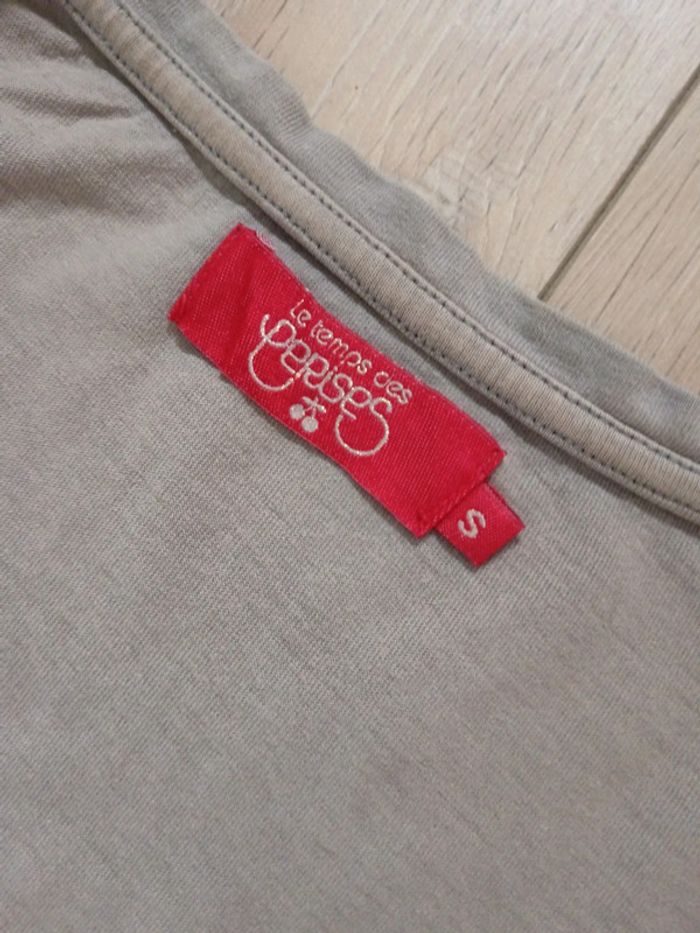 Le temps des
cerises
S